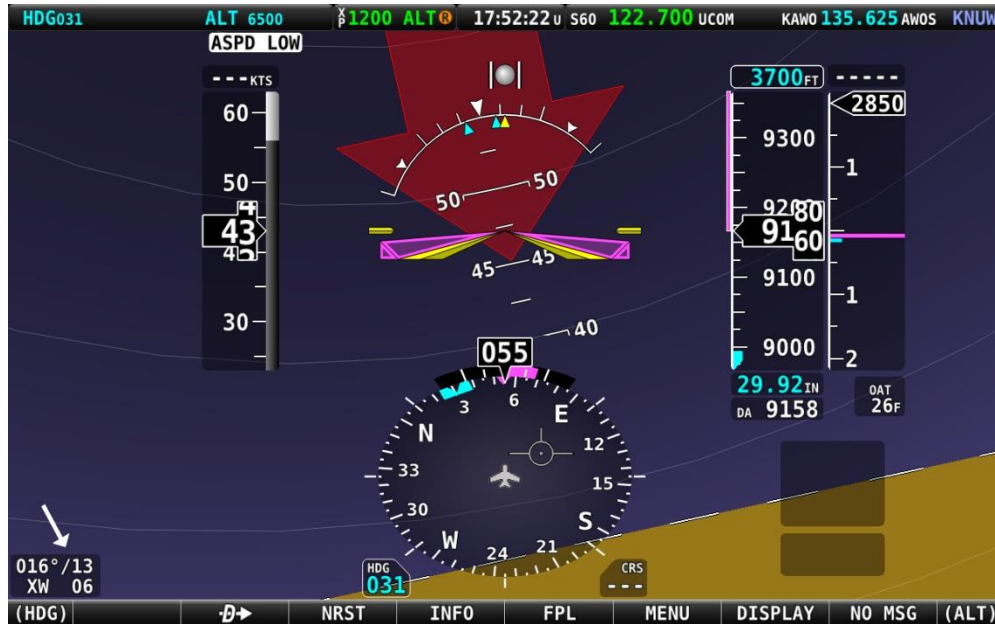 HDG031 ALT 6500 XP1200 ALT R 17:52:22 U S60 122.700 UCOM KAWO 135.625 AWOS KNUW
ASPD LOW
---KTS 3700FT -----
60 2850
9300
50 50 50 1
9200
43 91 80 60
45 45 9100
30 40 1
055 9000 2
29.92IN OAT
DA 9158 26F
3 6 E
N 12
33 15
30 S
W 24 21
016°/13 HDG CRS
XW 06 031 ---
(HDG) D NRST INFO FPL MENU DISPLAY NO MSG (ALT)